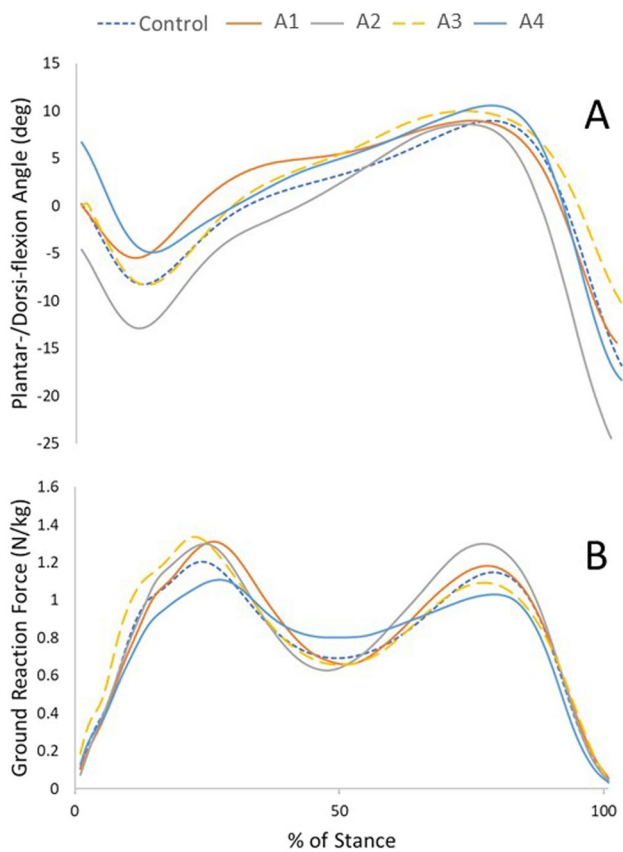 Control A1 A2 A3 A4
A
Plantar-/Dorsi-flexion Angle (deg)
15
10
5
0
-5
-10
-15
-20
-25
B
Ground Reaction Force (N/kg)
1.6
1.4
1.2
1
0.8
0.6
0.4
0.2
0
0 50 100
% of Stance